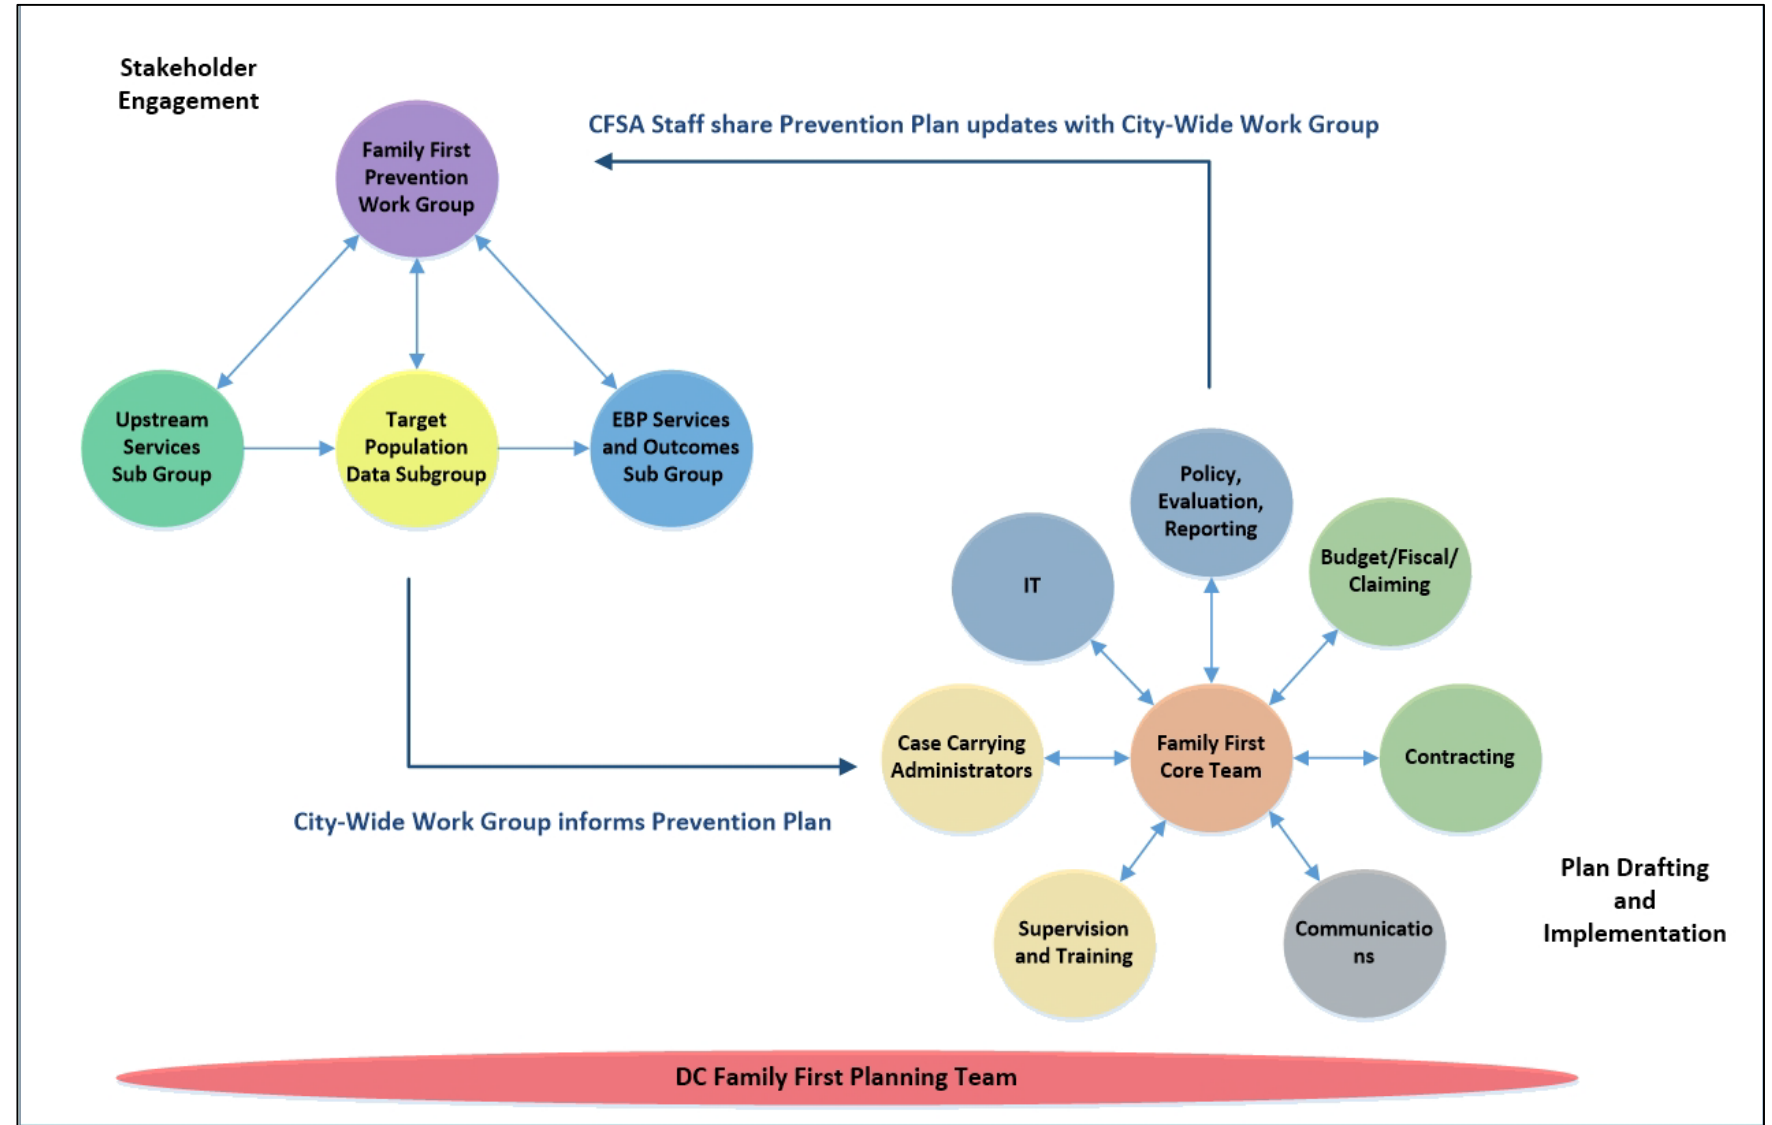 Stakeholder
Engagement
Family First
Prevention
Work Group
CFSA Staff share Prevention Plan updates with City-Wide Work Group
Upstream
Services
Sub Group
Target
Population
Data Subgroup
EBP Services
and Outcomes
Sub Group
City-Wide Work Group informs Prevention Plan
Policy,
Evaluation,
Reporting
IT
Budget/Fiscal/
Claiming
Case Carrying
Administrators
Family First
Core Team
Contracting
Supervision
and Training
Communicatio
ns
Plan Drafting
and
Implementation
DC Family First Planning Team